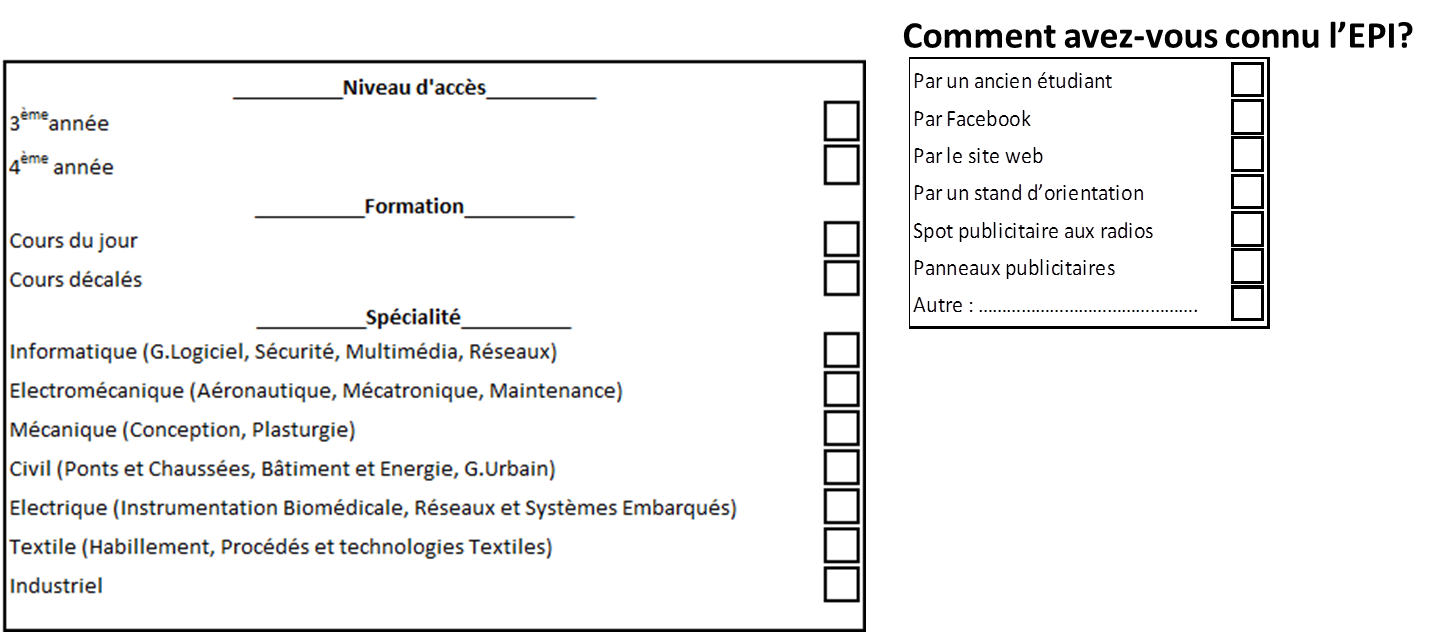 __________Niveau d'accès__________
3ème année
4ème année
__________Formation__________
Cours du jour
Cours décalés
__________Spécialité__________
Informatique (G.Logiciel, Sécurité, Multimédia, Réseaux)
Electromécanique (Aéronautique, Mécatronique, Maintenance)
Mécanique (Conception, Plasturgie)
Civil (Ponts et Chaussées, Bâtiment et Energie, G.Urbain)
Electrique (Instrumentation Biomédicale, Réseaux et Systèmes Embarqués)
Textile (Habillement, Procédés et technologies Textiles)
Industriel
Comment avez-vous connu l’EPI?
Par un ancien étudiant
Par Facebook
Par le site web
Par un stand d’orientation
Spot publicitaire aux radios
Panneaux publicitaires
Autre : ………………………………………